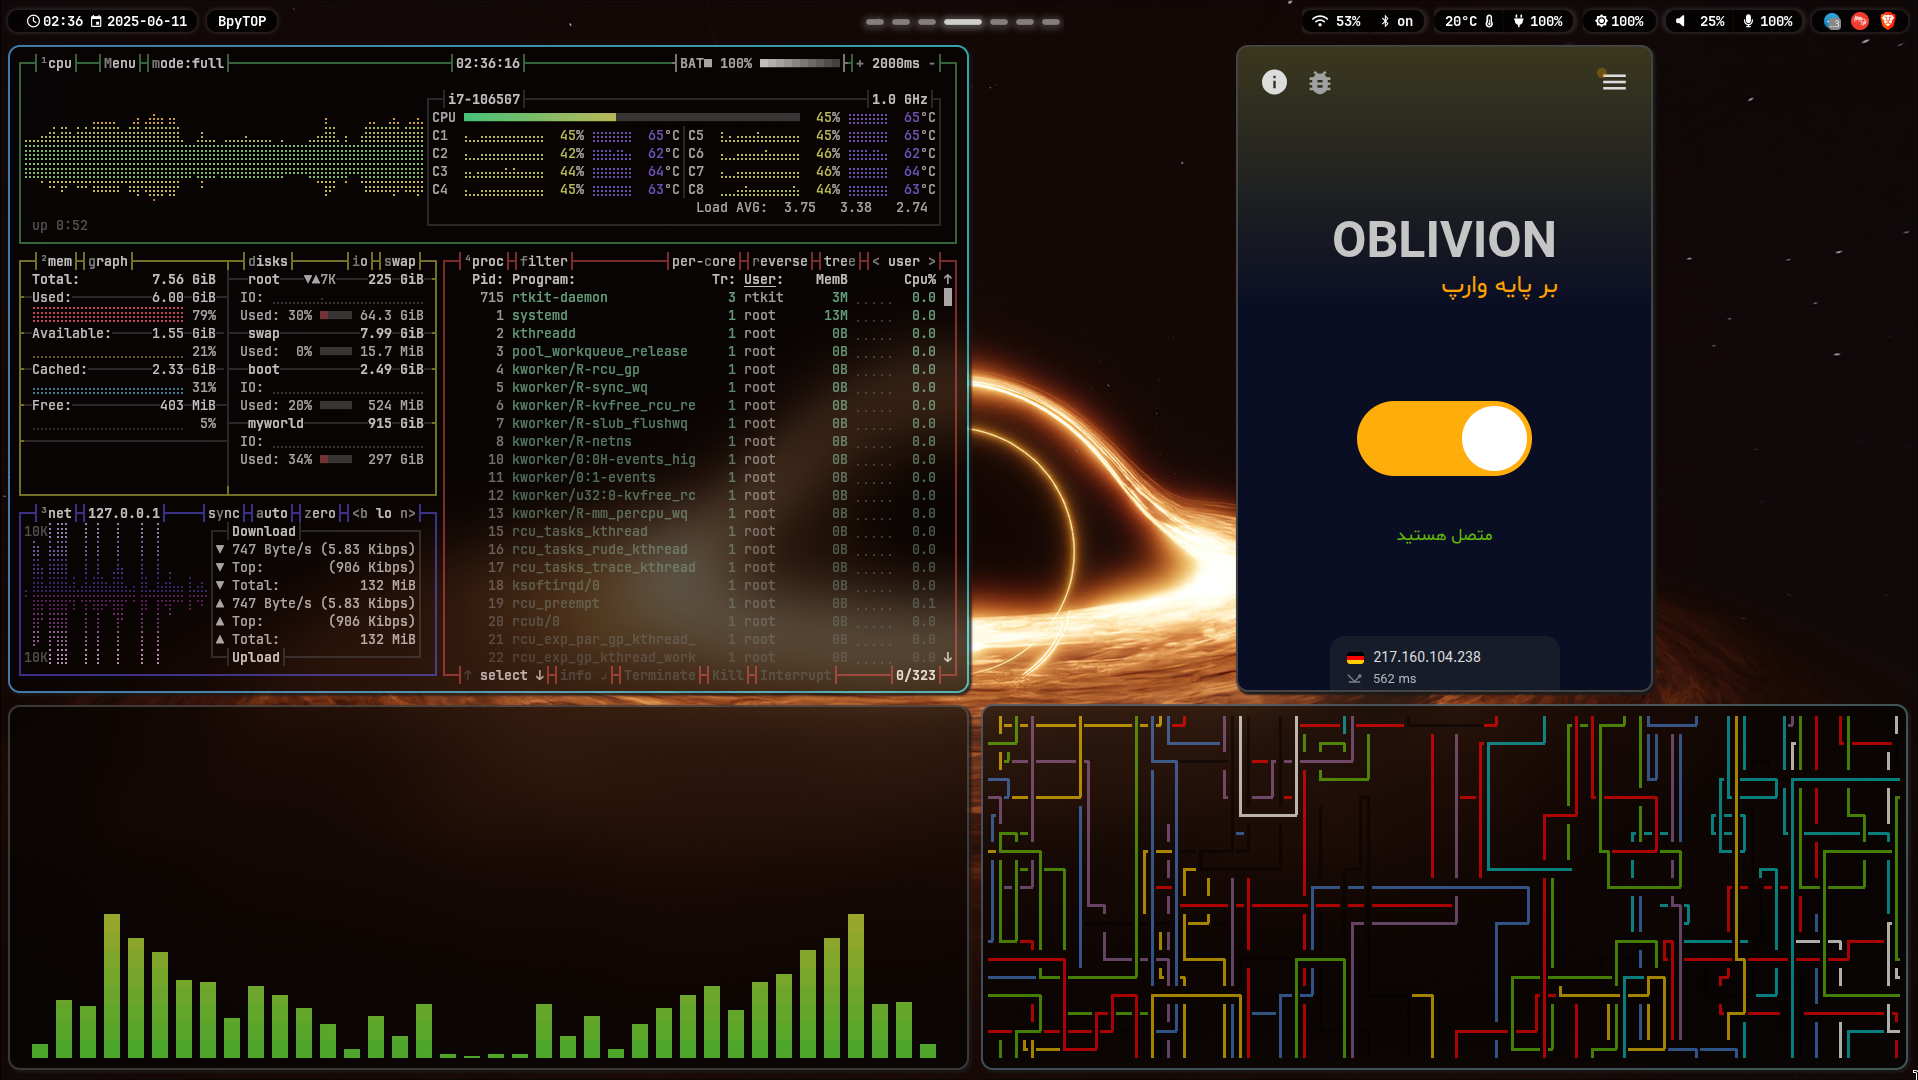 02:36 2025-06-11 BpyTOP 53% on 20°C 100% 100% 25% 100%
¹cpu Menu mode:full 02:36:16 BAT 100% + 2000ms -
i7-1065G7 1.0 GHz
CPU 45% 65°C
C1 45% 65°C C5 45% 65°C
C2 42% 62°C C6 46% 62°C
C3 44% 64°C C7 46% 64°C
C4 45% 63°C C8 44% 63°C
Load AVG: 3.75 3.38 2.74
up 0:52
²mem graph disks io swap
Total: 7.56 GiB
Used: 6.00 GiB
79%
Available: 1.55 GiB
21%
Cached: 2.33 GiB
31%
Free: 403 MiB
5%
root ▼▲7K 225 GiB
IO:
Used: 30% 64.3 GiB
swap 7.99 GiB
Used: 0% 15.7 MiB
boot 2.49 GiB
IO:
Used: 20% 524 MiB
myworld 915 GiB
IO:
Used: 34% 297 GiB
³net 127.0.0.1 sync auto zero <b lo n>
10K
Download
▼ 747 Byte/s (5.83 Kibps)
▼ Top: (906 Kibps)
▼ Total: 132 MiB
▲ 747 Byte/s (5.83 Kibps)
▲ Top: (906 Kibps)
▲ Total: 132 MiB
10K
Upload
⁴proc filter per-core reverse tree < user >
Pid: Program: Tr: User: MemB Cpu% ↑
715 rtkit-daemon 3 rtkit 3M 0.0
1 systemd 1 root 13M 0.0
2 kthreadd 1 root 0B 0.0
3 pool_workqueue_release 1 root 0B 0.0
4 kworker/R-rcu_gp 1 root 0B 0.0
5 kworker/R-sync_wq 1 root 0B 0.0
6 kworker/R-kvfree_rcu_re 1 root 0B 0.0
7 kworker/R-slub_flushwq 1 root 0B 0.0
8 kworker/R-netns 1 root 0B 0.0
10 kworker/0:0H-events_hig 1 root 0B 0.0
11 kworker/0:1-events 1 root 0B 0.0
12 kworker/u32:0-kvfree_rc 1 root 0B 0.0
13 kworker/R-mm_percpu_wq 1 root 0B 0.0
15 rcu_tasks_kthread 1 root 0B 0.0
16 rcu_tasks_rude_kthread 1 root 0B 0.0
17 rcu_tasks_trace_kthread 1 root 0B 0.0
18 ksoftirqd/0 1 root 0B 0.0
19 rcu_preempt 1 root 0B 0.1
20 rcub/0 1 root 0B 0.0
21 rcu_exp_par_gp_kthread_ 1 root 0B 0.0
22 rcu_exp_gp_kthread_work 1 root 0B 0.0 ↓
↑ select ↓ info ↲ Terminate Kill Interrupt 0/323
OBLIVION
بر پایه وارپ
متصل هستید
217.160.104.238
562 ms